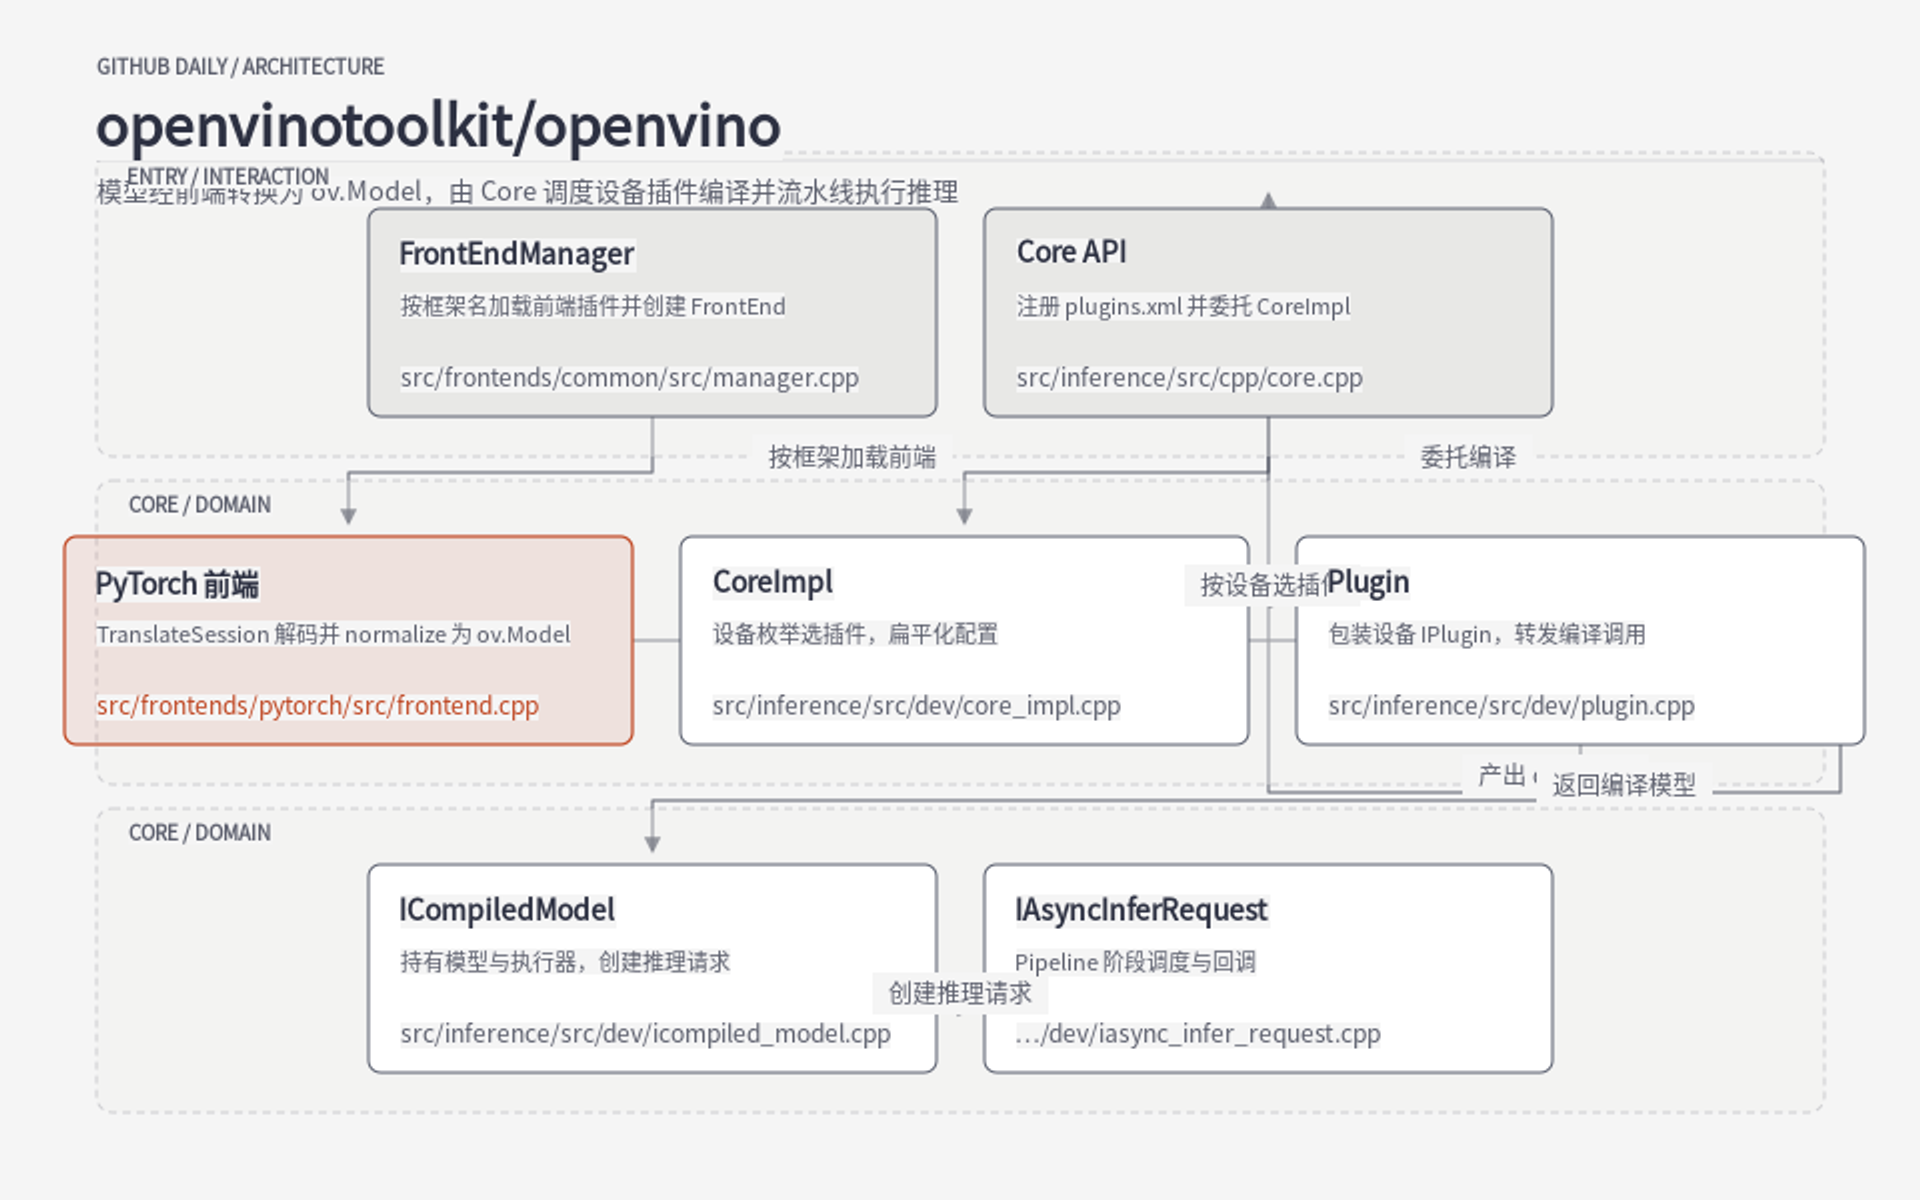 GITHUB DAILY / ARCHITECTURE
openvinotoolkit/openvino
ENTRY / INTERACTION
模型经前端转换为 ov.Model，由 Core 调度设备插件编译并流水线执行推理
FrontEndManager
按框架名加载前端插件并创建 FrontEnd
src/frontends/common/src/manager.cpp
Core API
注册 plugins.xml 并委托 CoreImpl
src/inference/src/cpp/core.cpp
按框架加载前端
委托编译
CORE / DOMAIN
PyTorch 前端
TranslateSession 解码并 normalize 为 ov.Model
src/frontends/pytorch/src/frontend.cpp
CoreImpl
设备枚举选插件，扁平化配置
src/inference/src/dev/core_impl.cpp
按设备选插
Plugin
包装设备 IPlugin，转发编译调用
src/inference/src/dev/plugin.cpp
产出
返回编译模型
CORE / DOMAIN
ICompiledModel
持有模型与执行器，创建推理请求
src/inference/src/dev/icompiled_model.cpp
创建推理请求
IAsyncInferRequest
Pipeline 阶段调度与回调
…/dev/iasync_infer_request.cpp